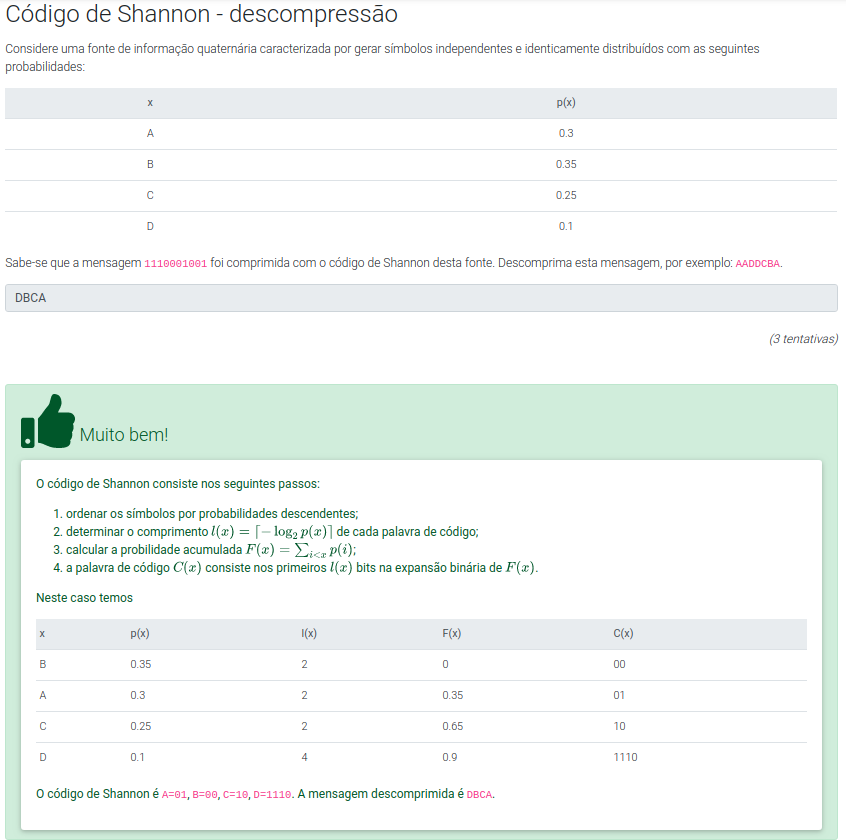 Código de Shannon - descompressão
Considere uma fonte de informação quaternária caracterizada por gerar símbolos independentes e identicamente distribuídos com as seguintes
probabilidades:
x p(x)
A 0.3
B 0.35
C 0.25
D 0.1
Sabe-se que a mensagem 1110001001 foi comprimida com o código de Shannon desta fonte. Descomprima esta mensagem, por exemplo: AADDCBA.
DBCA
(3 tentativas)
Muito bem!
O código de Shannon consiste nos seguintes passos:
1. ordenar os símbolos por probabilidades descendentes;
2. determinar o comprimento l(x) = ⌈− log₂ p(x)⌉ de cada palavra de código;
3. calcular a probilidade acumulada F(x) = ∑_{i<x} p(i);
4. a palavra de código C(x) consiste nos primeiros l(x) bits na expansão binária de F(x).
Neste caso temos
x p(x) l(x) F(x) C(x)
B 0.35 2 0 00
A 0.3 2 0.35 01
C 0.25 2 0.65 10
D 0.1 4 0.9 1110
O código de Shannon é A=01, B=00, C=10, D=1110. A mensagem descomprimida é DBCA.